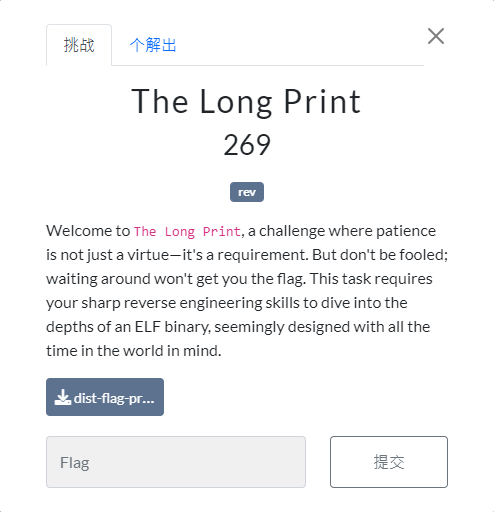 挑战
个解出
The Long Print
269
rev
Welcome to The Long Print, a challenge where patience
is not just a virtue—it's a requirement. But don't be fooled;
waiting around won't get you the flag. This task requires
your sharp reverse engineering skills to dive into the
depths of an ELF binary, seemingly designed with all the
time in the world in mind.
dist-flag-pr...
Flag
提交